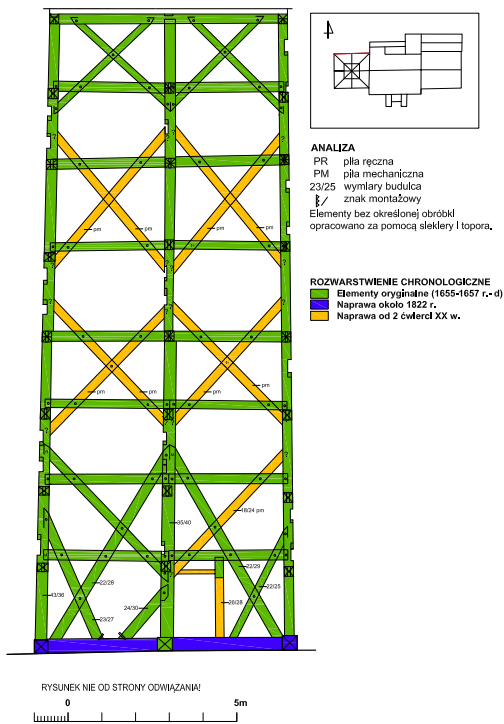 ANALIZA
PR piła ręczna
PM piła mechaniczna
23/25 wymiary budulca
znak montażowy
Elementy bez określonej obróbki
opracowano za pomocą siekiery i topora.
ROZWARSTWIENIE CHRONOLOGICZNE
Elementy oryginalne (1655-1657 r.- d)
Naprawa około 1822 r.
Naprawa od 2 ćwierci XX w.
?
?
?
?
pm
pm
pm
pm
?
?
?
?
?
?
pm
pm
pm
pm
?
?
?
18/24 pm
35/40
22/29
22/28
43/36
22/25
26/28
24/30
23/27
RYSUNEK NIE OD STRONY ODWIĄZANIA!
0 5m